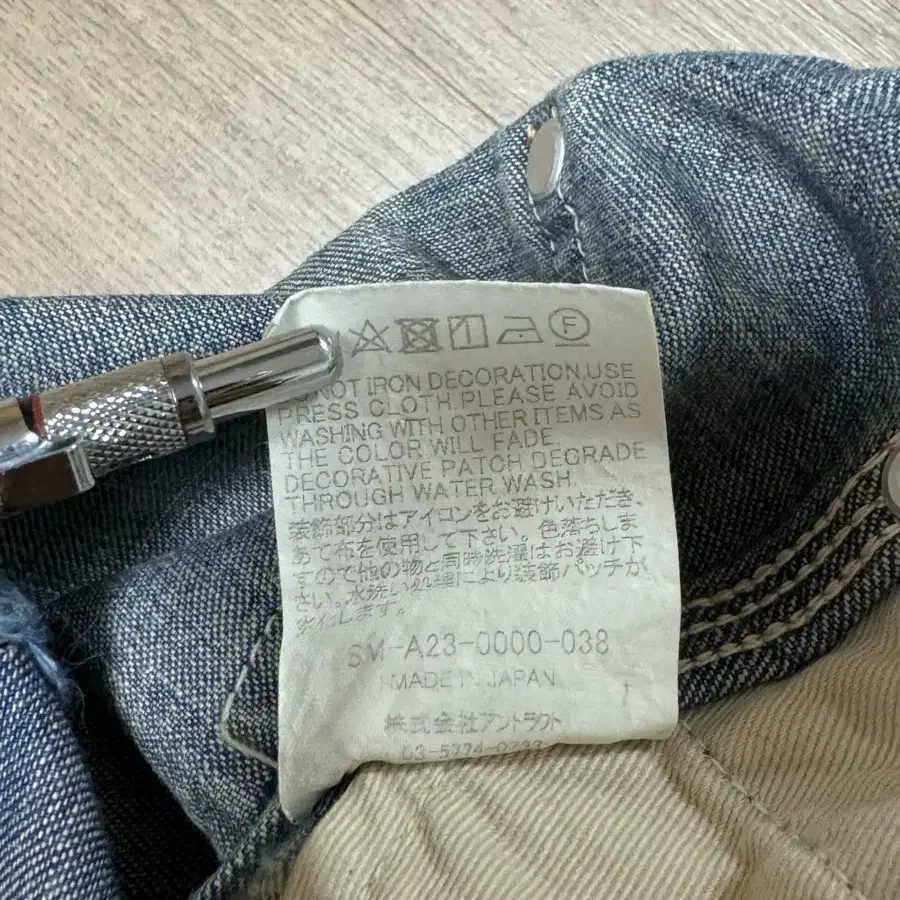 F
NOT IRON DECORATION,USE
PRESS CLOTH.PLEASE AVOID
WASHING WITH OTHER ITEMS AS
THE COLOR WILL FADE.
DECORATIVE PATCH DEGRADE
THROUGH WATER WASH.
装飾部分はアイロンをお避けいただき、
あて布を使用して下さい。色落ちしま
すので他の物と同時洗濯はお避け下
さい。水洗い処理により装飾パッチが
劣化します。
SM-A23-0000-038
MADE IN JAPAN
株式会社アントラフト